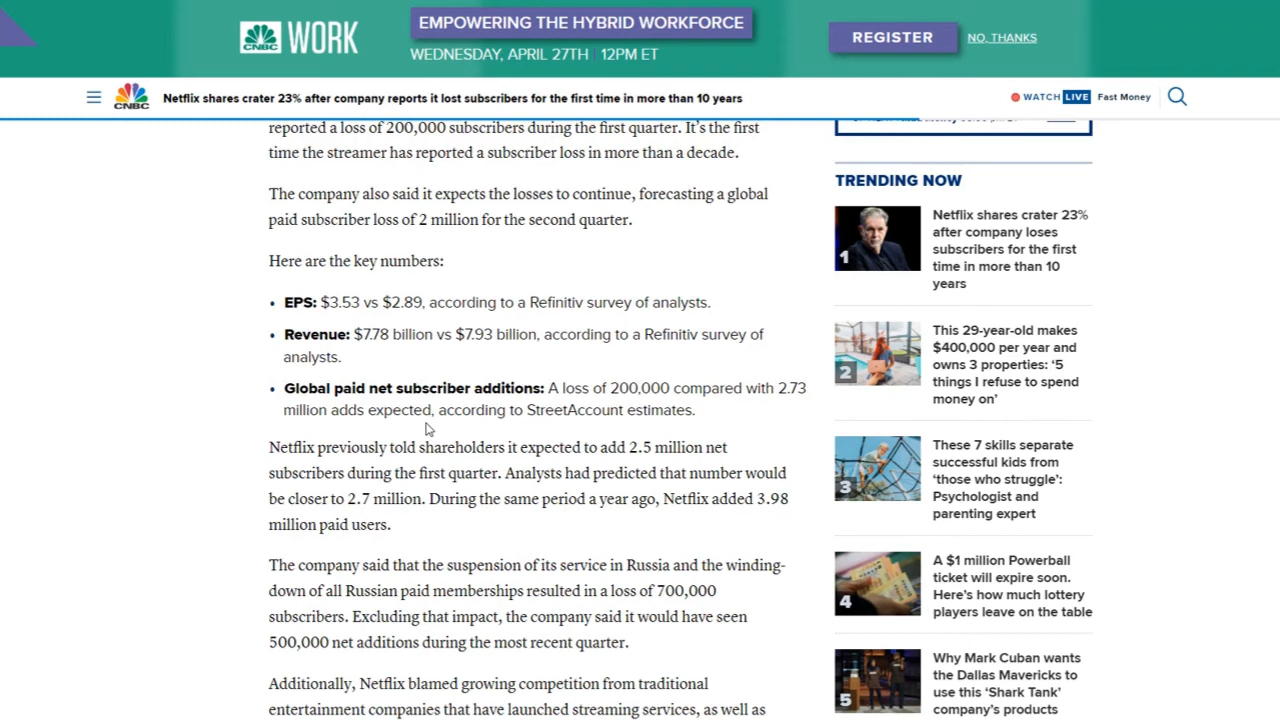 CNBC WORK
EMPOWERING THE HYBRID WORKFORCE
WEDNESDAY, APRIL 27TH | 12PM ET
REGISTER
NO, THANKS
CNBC
Netflix shares crater 23% after company reports it lost subscribers for the first time in more than 10 years
WATCH LIVE
Fast Money
reported a loss of 200,000 subscribers during the first quarter. It’s the first
time the streamer has reported a subscriber loss in more than a decade.
The company also said it expects the losses to continue, forecasting a global
paid subscriber loss of 2 million for the second quarter.
Here are the key numbers:
• EPS: $3.53 vs $2.89, according to a Refinitiv survey of analysts.
• Revenue: $7.78 billion vs $7.93 billion, according to a Refinitiv survey of
analysts.
• Global paid net subscriber additions: A loss of 200,000 compared with 2.73
million adds expected, according to StreetAccount estimates.
Netflix previously told shareholders it expected to add 2.5 million net
subscribers during the first quarter. Analysts had predicted that number would
be closer to 2.7 million. During the same period a year ago, Netflix added 3.98
million paid users.
The company said that the suspension of its service in Russia and the winding-
down of all Russian paid memberships resulted in a loss of 700,000
subscribers. Excluding that impact, the company said it would have seen
500,000 net additions during the most recent quarter.
Additionally, Netflix blamed growing competition from traditional
entertainment companies that have launched streaming services, as well as
TRENDING NOW
1
Netflix shares crater 23%
after company loses
subscribers for the first
time in more than 10
years
2
This 29-year-old makes
$400,000 per year and
owns 3 properties: ‘5
things I refuse to spend
money on’
3
These 7 skills separate
successful kids from
‘those who struggle’:
Psychologist and
parenting expert
4
A $1 million Powerball
ticket will expire soon.
Here’s how much lottery
players leave on the table
5
Why Mark Cuban wants
the Dallas Mavericks to
use this ‘Shark Tank’
company’s products